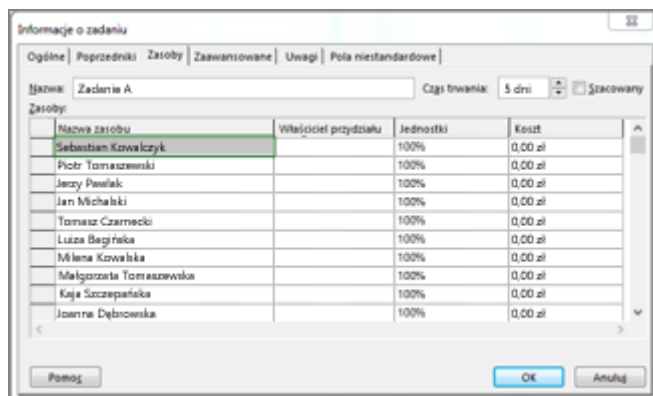 Informacje o zadaniu
Ogólne Poprzedniki Zasoby Zaawansowane Uwagi Pola niestandardowe
Nazwa: Zadanie A Czas trwania: 5 dni Szacowany
Zasoby:
Nazwa zasobu Właściciel przydziału Jednostki Koszt
Sebastian Kowalczyk 100% 0,00 zł
Piotr Tomaszewski 100% 0,00 zł
Jerzy Pawlak 100% 0,00 zł
Jan Michalski 100% 0,00 zł
Tomasz Czarnecki 100% 0,00 zł
Luiza Bagińska 100% 0,00 zł
Milena Kowalska 100% 0,00 zł
Małgorzata Tomaszewska 100% 0,00 zł
Kaja Szczepańska 100% 0,00 zł
Joanna Dąbrowska 100% 0,00 zł
Pomoc OK Anuluj